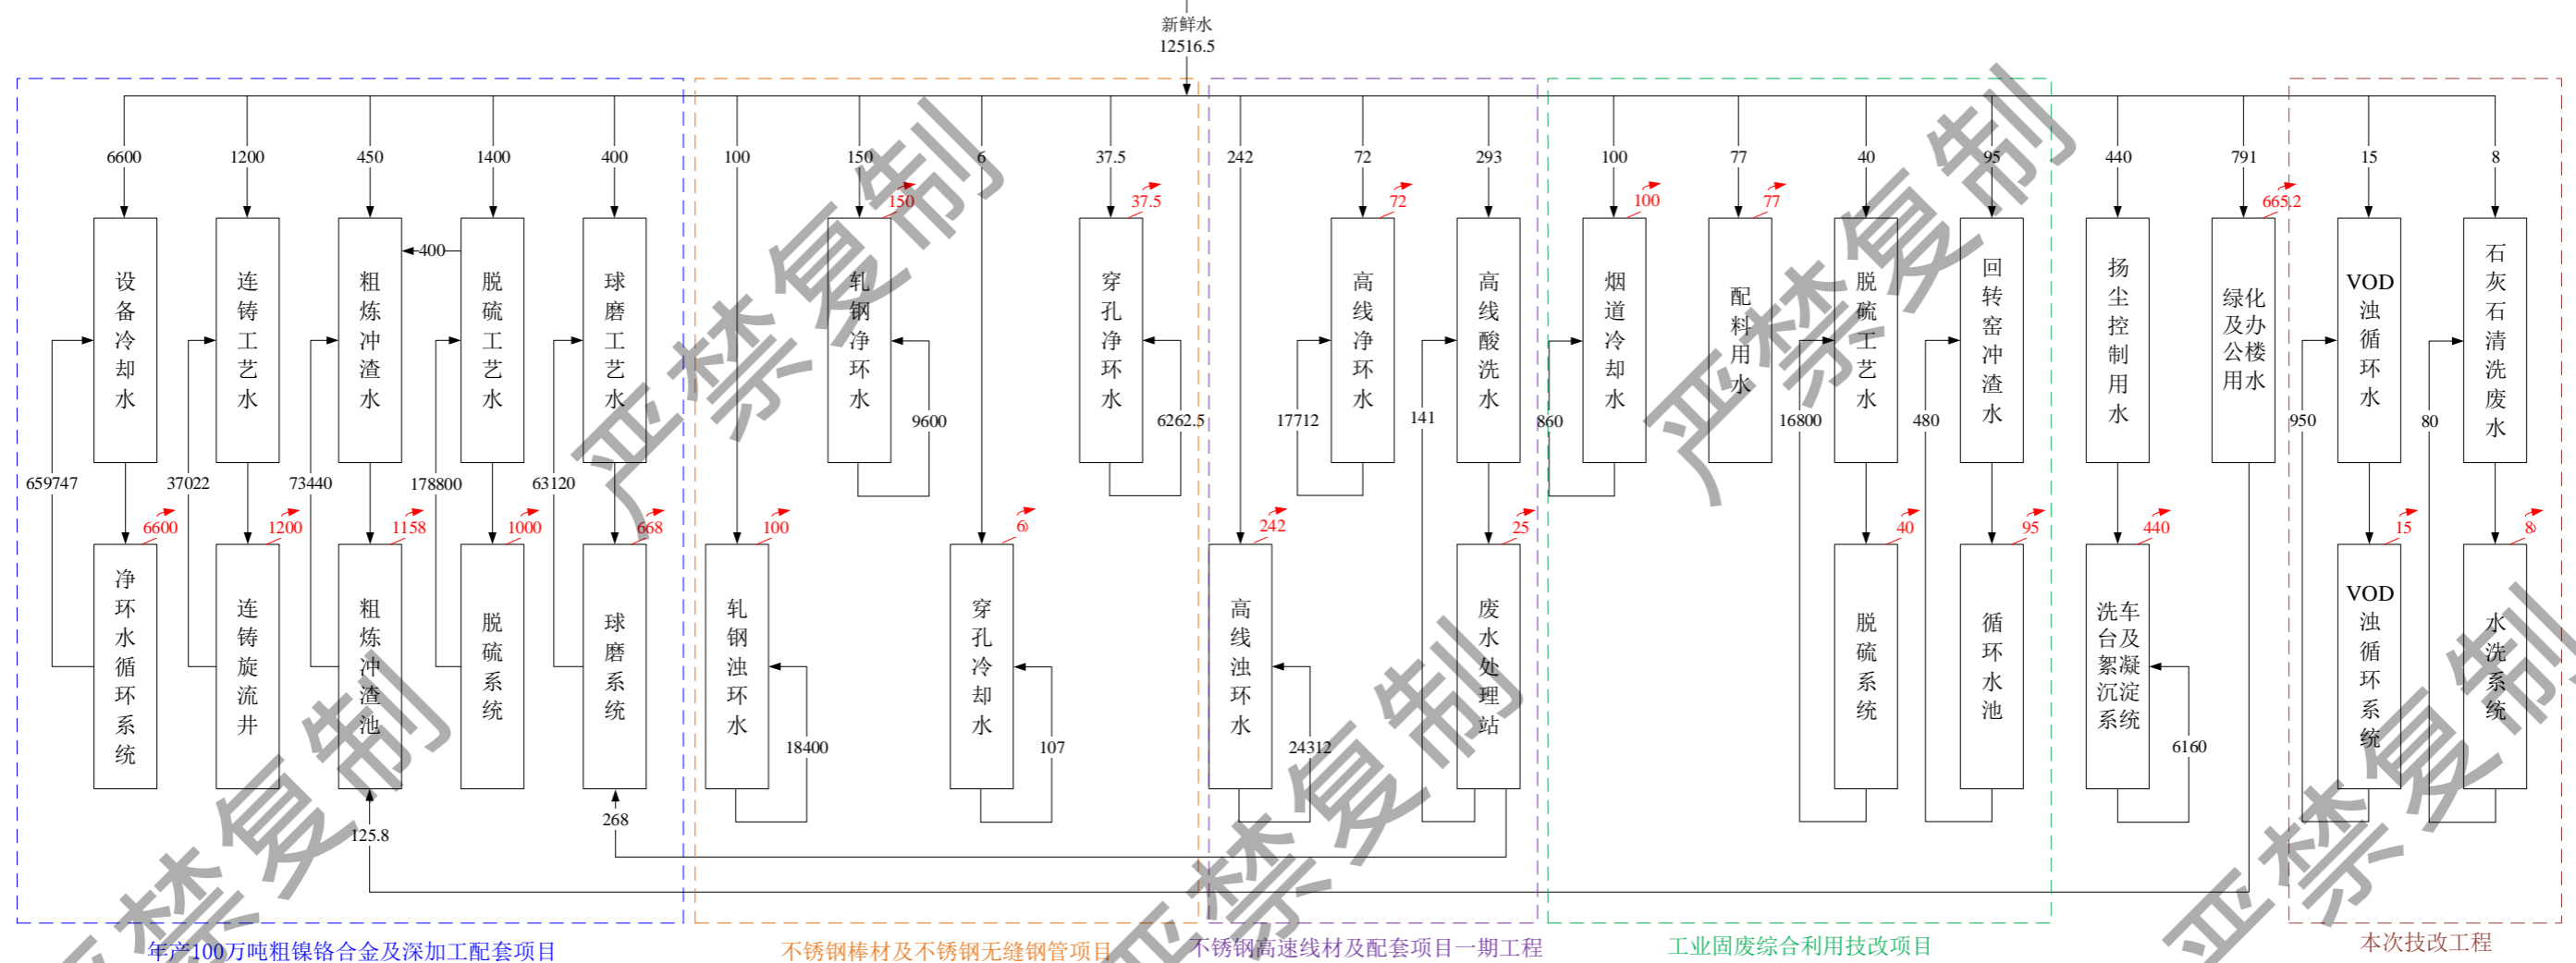 新鲜水
12516.5
6600
1200
450
1400
400
100
150
6
37.5
242
72
293
100
77
40
95
440
791
15
8
150
37.5
72
100
77
665.2
设备冷却水
连铸工艺水
粗炼冲渣水
400
脱硫工艺水
球磨工艺水
轧钢净环水
穿孔净环水
高线净环水
高线酸洗水
烟道冷却水
配料用水
脱硫工艺水
回转窑冲渣水
扬尘控制用水
绿化及办公楼用水
VOD浊循环水
石灰石清洗废水
9600
6262.5
17712
141
860
16800
480
950
80
659747
37022
73440
178800
63120
6600
1200
1158
1000
668
100
6
242
25
40
95
440
15
8
净环水循环系统
连铸旋流井
粗炼冲渣池
脱硫系统
球磨系统
轧钢浊环水
穿孔冷却水
高线浊环水
废水处理站
脱硫系统
循环水池
洗车台及絮凝沉淀系统
VOD浊循环系统
水洗系统
18400
107
24312
6160
125.8
268
年产100万吨粗镍铬合金及深加工配套项目
不锈钢棒材及不锈钢无缝钢管项目
不锈钢高速线材及配套项目一期工程
工业固废综合利用技改项目
本次技改工程
严禁复制
严禁复制
严禁复制
严禁复制
严禁复制